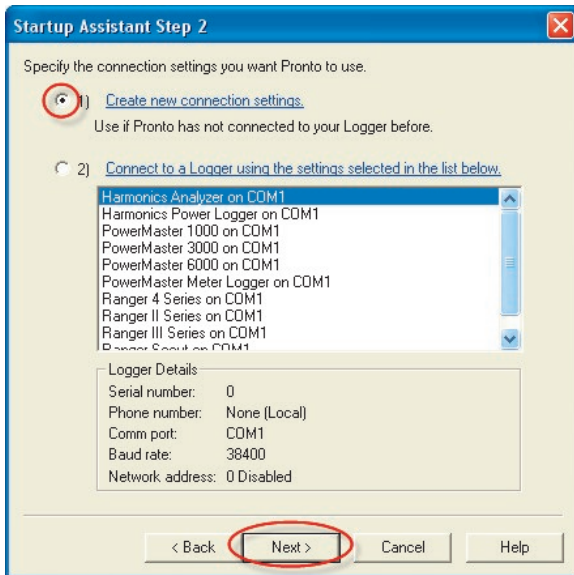 Startup Assistant Step 2
Specify the connection settings you want Pronto to use.
1) Create new connection settings.
Use if Pronto has not connected to your Logger before.
2) Connect to a Logger using the settings selected in the list below.
Harmonics Analyzer on COM1
Harmonics Power Logger on COM1
PowerMaster 1000 on COM1
PowerMaster 3000 on COM1
PowerMaster 6000 on COM1
PowerMaster Meter Logger on COM1
Ranger 4 Series on COM1
Ranger II Series on COM1
Ranger III Series on COM1
Ranger Scout on COM1
Logger Details
Serial number: 0
Phone number: None (Local)
Comm port: COM1
Baud rate: 38400
Network address: 0 Disabled
< Back Next > Cancel Help